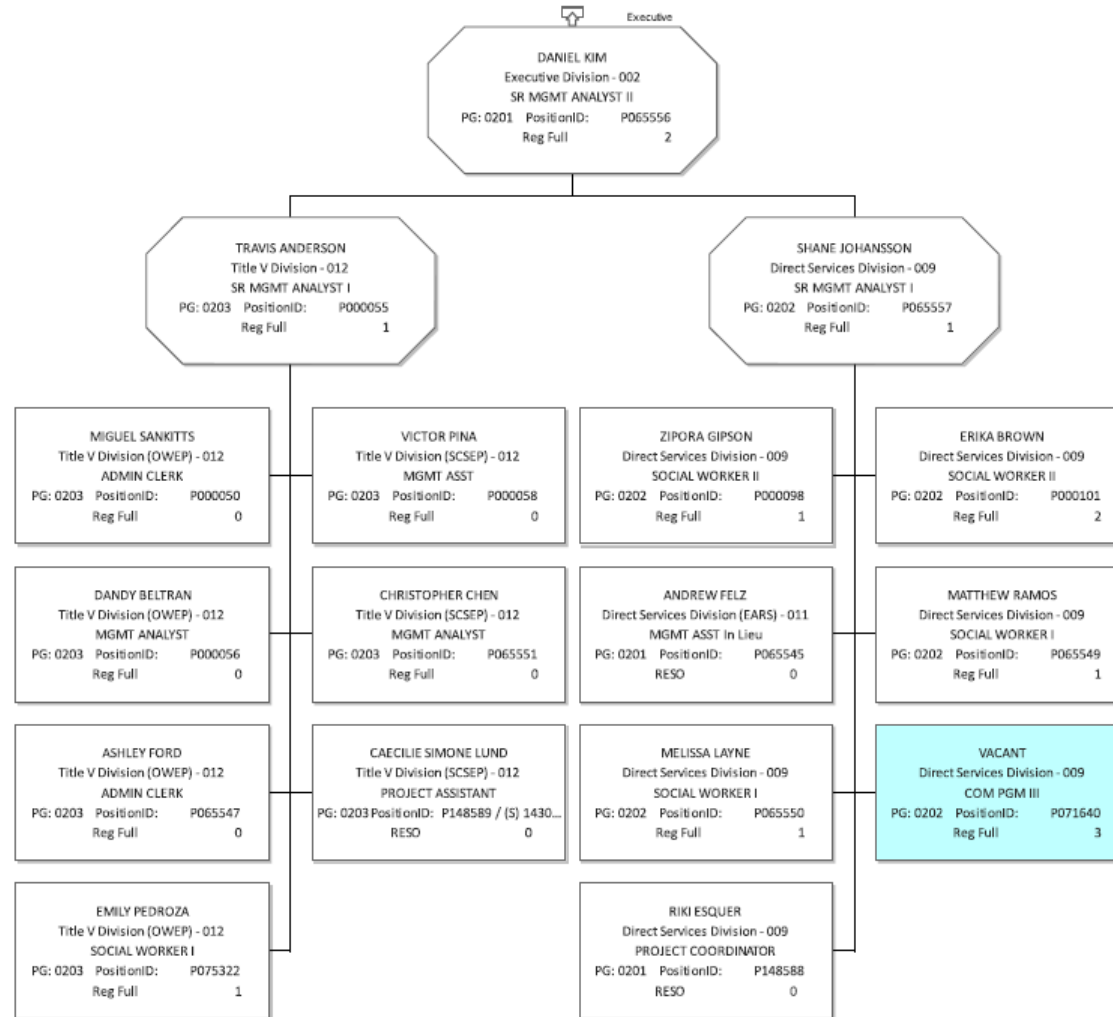 Executive
DANIEL KIM
Executive Division - 002
SR MGMT ANALYST II
PG: 0201 PositionID: P065556
Reg Full 2
TRAVIS ANDERSON
Title V Division - 012
SR MGMT ANALYST I
PG: 0203 PositionID: P000055
Reg Full 1
SHANE JOHANSSON
Direct Services Division - 009
SR MGMT ANALYST I
PG: 0202 PositionID: P065557
Reg Full 1
MIGUEL SANKITTS
Title V Division (OWEP) - 012
ADMIN CLERK
PG: 0203 PositionID: P000050
Reg Full 0
VICTOR PINA
Title V Division (SCSEP) - 012
MGMT ASST
PG: 0203 PositionID: P000058
Reg Full 0
ZIPORA GIPSON
Direct Services Division - 009
SOCIAL WORKER II
PG: 0202 PositionID: P000098
Reg Full 1
ERIKA BROWN
Direct Services Division - 009
SOCIAL WORKER II
PG: 0202 PositionID: P000101
Reg Full 2
DANDY BELTRAN
Title V Division (OWEP) - 012
MGMT ANALYST
PG: 0203 PositionID: P000056
Reg Full 0
CHRISTOPHER CHEN
Title V Division (SCSEP) - 012
MGMT ANALYST
PG: 0203 PositionID: P065551
Reg Full 0
ANDREW FELZ
Direct Services Division (EARS) - 011
MGMT ASST In Lieu
PG: 0201 PositionID: P065545
RESO 0
MATTHEW RAMOS
Direct Services Division - 009
SOCIAL WORKER I
PG: 0202 PositionID: P065549
Reg Full 1
ASHLEY FORD
Title V Division (OWEP) - 012
ADMIN CLERK
PG: 0203 PositionID: P065547
Reg Full 0
CAECILIE SIMONE LUND
Title V Division (SCSEP) - 012
PROJECT ASSISTANT
PG: 0203 PositionID: P148589 / (S) 1430...
RESO 0
MELISSA LAYNE
Direct Services Division - 009
SOCIAL WORKER I
PG: 0202 PositionID: P065550
Reg Full 1
VACANT
Direct Services Division - 009
COM PGM III
PG: 0202 PositionID: P071640
Reg Full 3
EMILY PEDROZA
Title V Division (OWEP) - 012
SOCIAL WORKER I
PG: 0203 PositionID: P075322
Reg Full 1
RIKI ESQUER
Direct Services Division - 009
PROJECT COORDINATOR
PG: 0201 PositionID: P148588
RESO 0